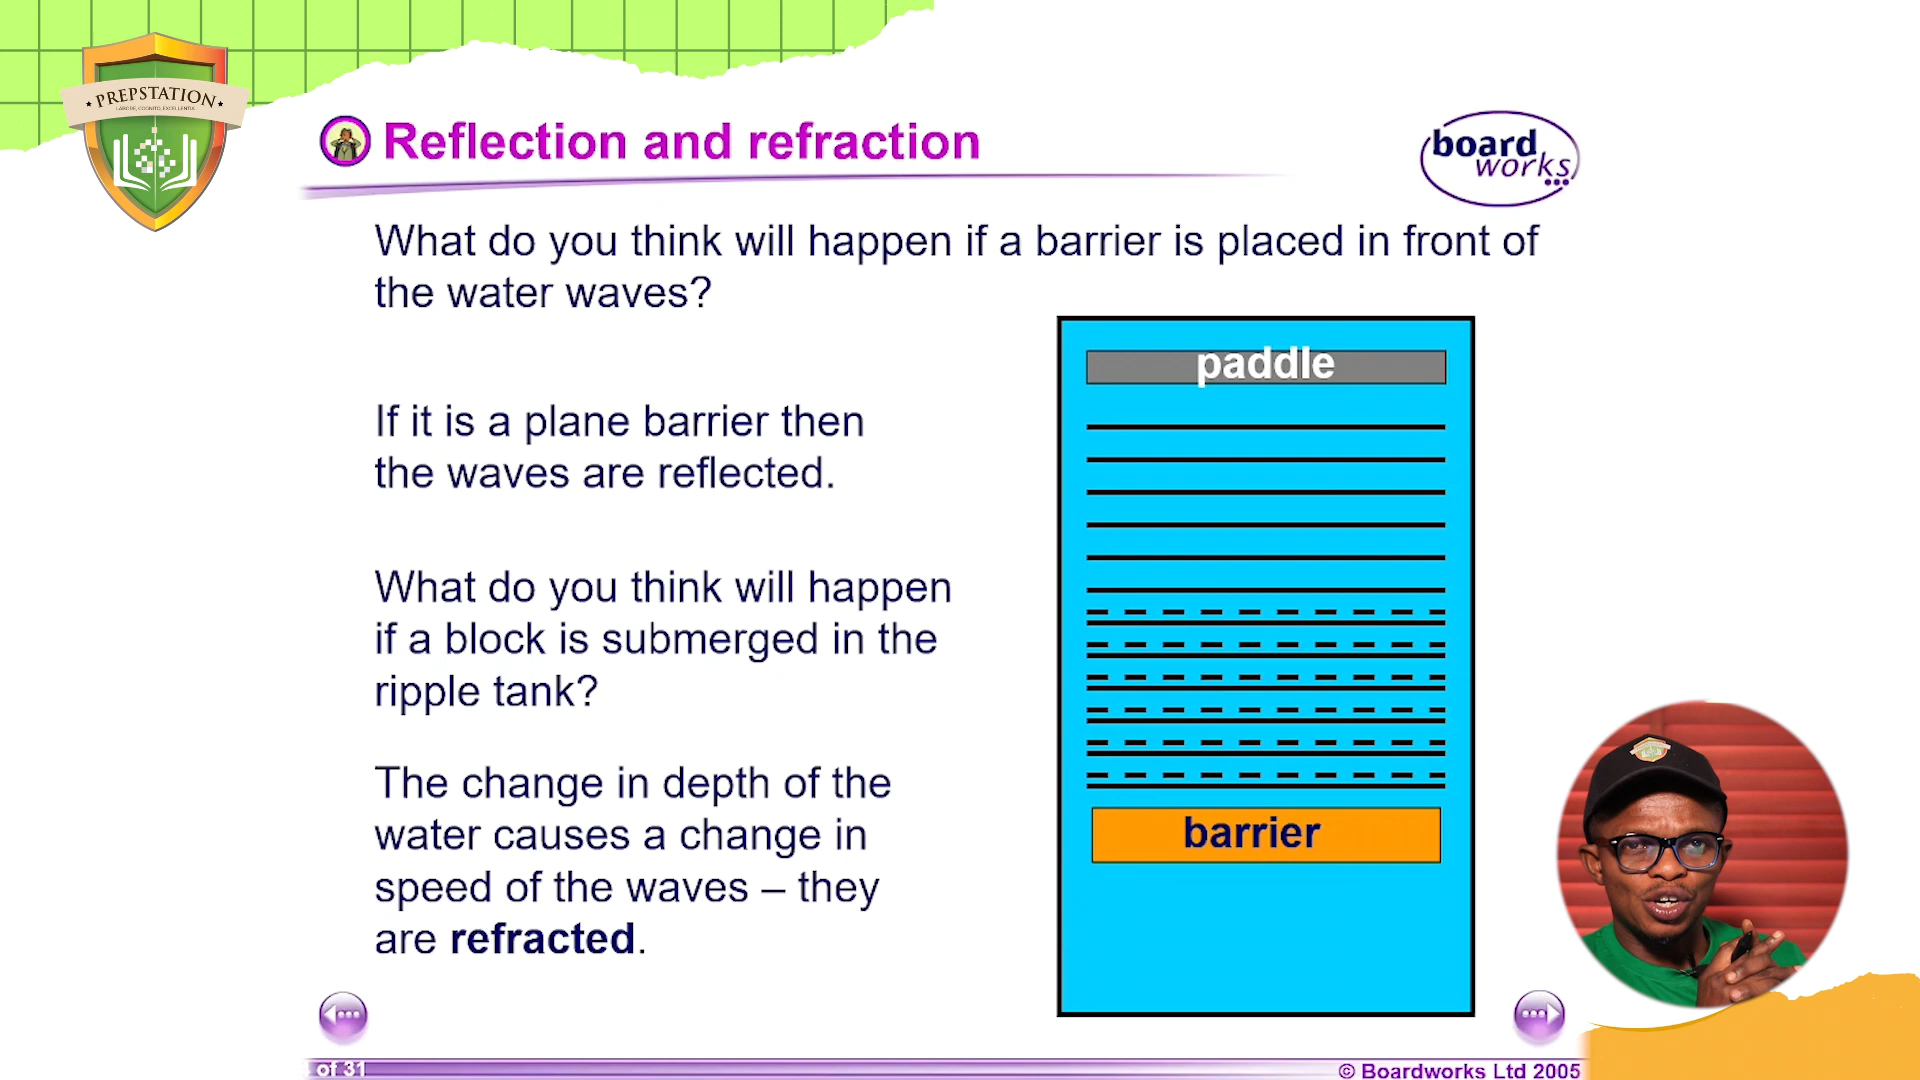 PREPSTATION
LABORE, COGNITIO, EXCELLENTIA
Reflection and refraction
board
works
What do you think will happen if a barrier is placed in front of
the water waves?
paddle
If it is a plane barrier then
the waves are reflected.
What do you think will happen
if a block is submerged in the
ripple tank?
The change in depth of the
water causes a change in
speed of the waves – they
are refracted.
barrier
of 31
© Boardworks Ltd 2005